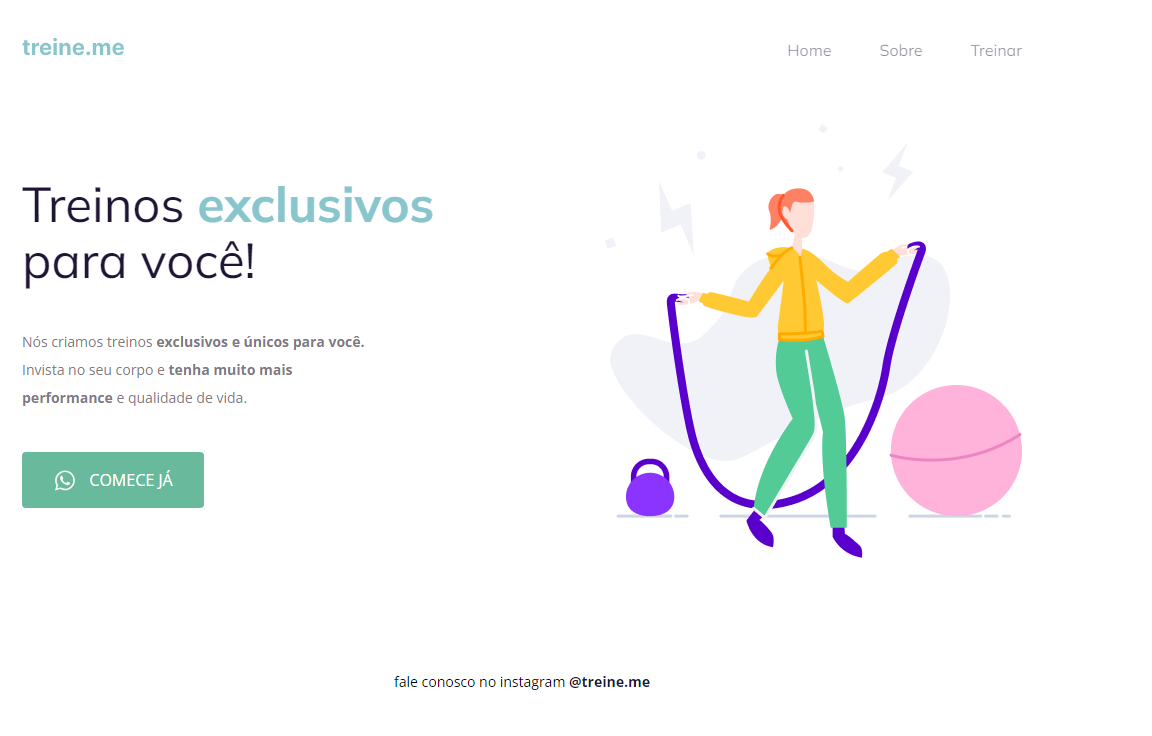 treine.me
Home Sobre Treinar
Treinos exclusivos
para você!
Nós criamos treinos exclusivos e únicos para você.
Invista no seu corpo e tenha muito mais
performance e qualidade de vida.
COMECE JÁ
fale conosco no instagram @treine.me